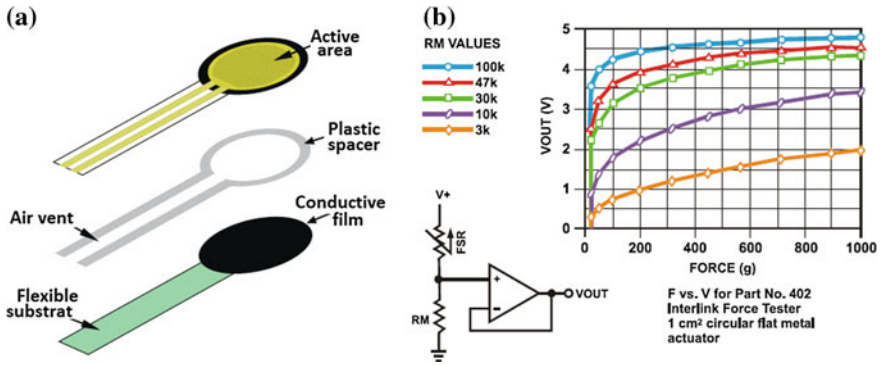 (a)
Active
area
Plastic
spacer
Air vent
Conductive
film
Flexible
substrat
(b)
RM VALUES
100k
47k
30k
10k
3k
VOUT (V)
5
4
3
2
1
0
0
200
400
600
800
1000
FORCE (g)
V+
FSR
+
-
VOUT
RM
F vs. V for Part No. 402
Interlink Force Tester
1 cm² circular flat metal
actuator